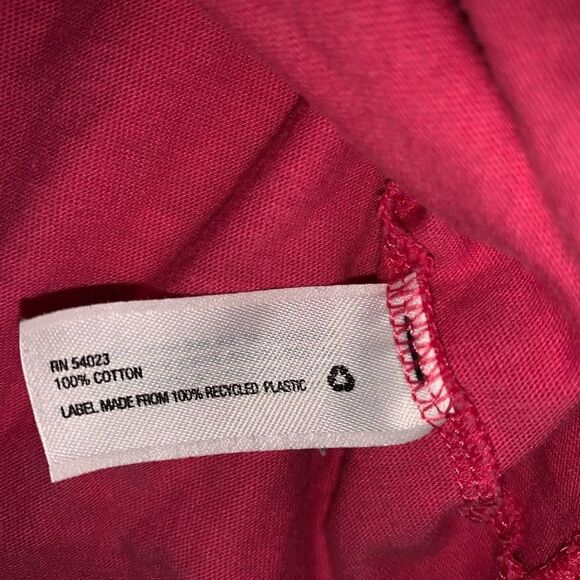 RN 54023
100% COTTON
LABEL MADE FROM 100% RECYCLED PLASTIC